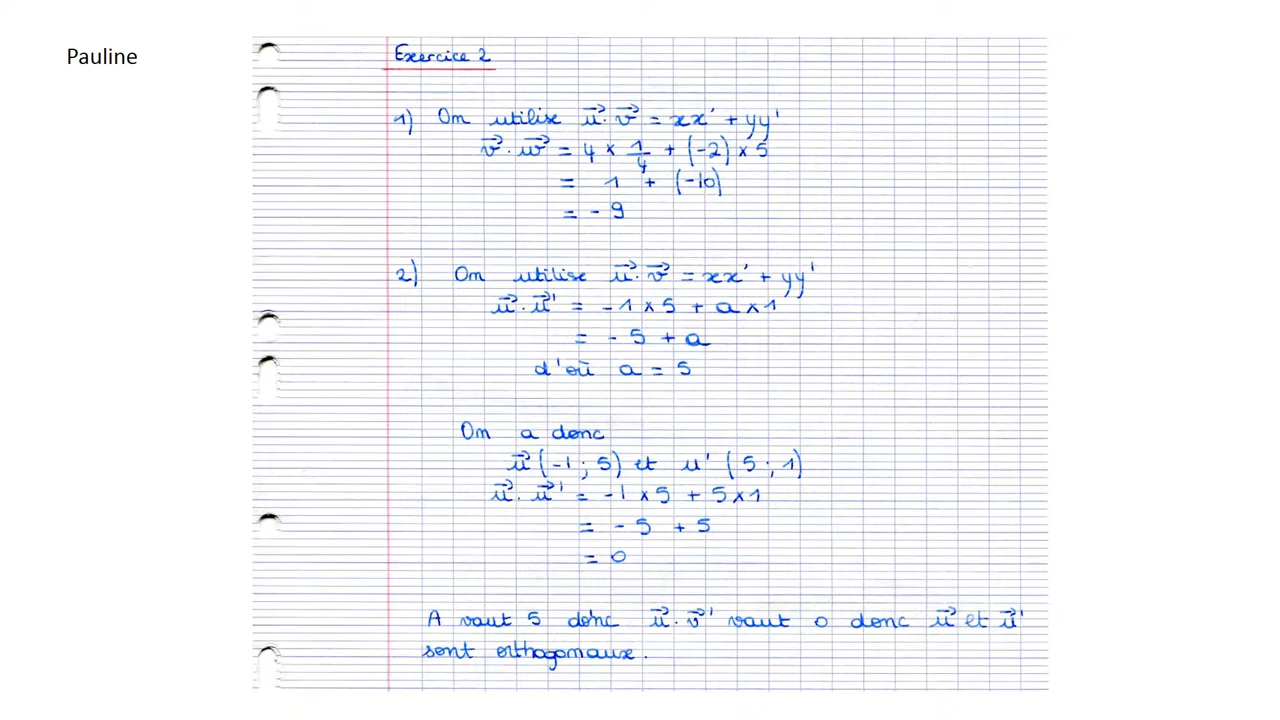 Pauline
Exercice 2
1) On utilise u⃗.v⃗ = xx' + yy'
v⃗.w⃗ = 4 × 1/4 + (-2) × 5
= 1 + (-10)
= - 9
2) On utilise u⃗.v⃗ = xx' + yy'
u⃗.u⃗' = -1 × 5 + a × 1
= - 5 + a
d'où a = 5
On a donc
u⃗ (-1 ; 5) et u' (5 ; 1)
u⃗.u⃗' = -1 × 5 + 5 × 1
= - 5 + 5
= 0
A vaut 5 donc u⃗.v⃗' vaut 0 donc u⃗ et u⃗'
sont orthogonaux.